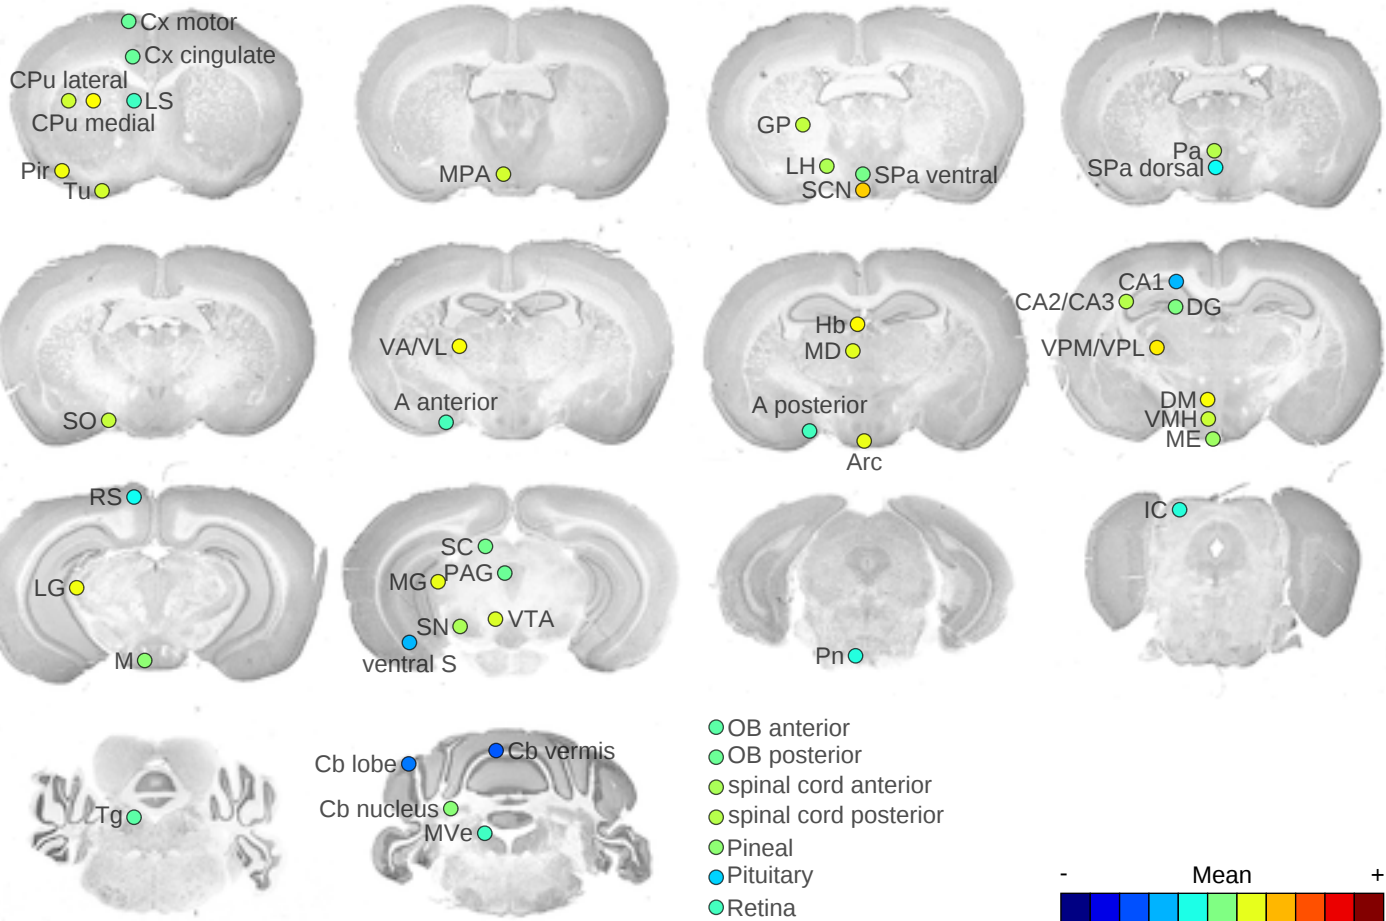 Cx motor
Cx cingulate
CPu lateral
LS
CPu medial
Pir
Tu
MPA
GP
LH
SPa ventral
SCN
Pa
SPa dorsal
SO
VA/VL
A anterior
Hb
MD
A posterior
Arc
CA1
CA2/CA3
DG
VPM/VPL
DM
VMH
ME
RS
LG
M
SC
PAG
MG
VTA
SN
ventral S
Pn
IC
Tg
Cb vermis
Cb lobe
Cb nucleus
MVe
OB anterior
OB posterior
spinal cord anterior
spinal cord posterior
Pineal
Pituitary
Retina
- Mean +